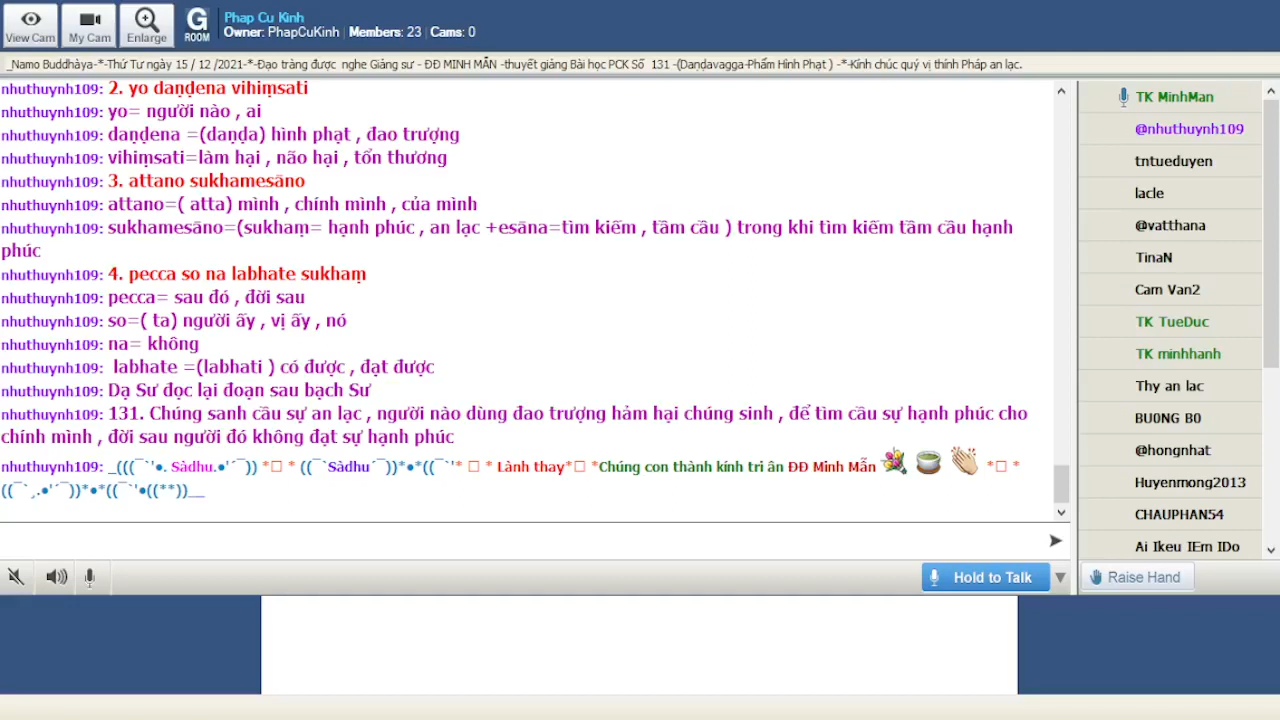 View Cam
My Cam
Enlarge
G
ROOM
Phap Cu Kinh
Owner: PhapCuKinh | Members: 23 | Cams: 0
_Namo Buddhàya-*-Thứ Tư ngày 15 / 12 /2021-*-Đạo tràng được nghe Giảng sư - ĐĐ MINH MẪN -thuyết giảng Bài học PCK Số 131 -(Daṇḍavagga-Phẩm Hình Phạt ) -*-Kính chúc quý vị thính Pháp an lạc.
nhuthuynh109: 2. yo daṇḍena vihiṃsati
nhuthuynh109: yo= người nào , ai
nhuthuynh109: daṇḍena =(daṇḍa) hình phạt , đao trượng
nhuthuynh109: vihiṃsati=làm hại , não hại , tổn thương
nhuthuynh109: 3. attano sukhamesāno
nhuthuynh109: attano=( atta) mình , chính mình , của mình
nhuthuynh109: sukhamesāno=(sukhaṃ= hạnh phúc , an lạc +esāna=tìm kiếm , tầm cầu ) trong khi tìm kiếm tầm cầu hạnh
phúc
nhuthuynh109: 4. pecca so na labhate sukhaṃ
nhuthuynh109: pecca= sau đó , đời sau
nhuthuynh109: so=( ta) người ấy , vị ấy , nó
nhuthuynh109: na= không
nhuthuynh109: labhate =(labhati ) có được , đạt được
nhuthuynh109: Dạ Sư đọc lại đoạn sau bạch Sư
nhuthuynh109: 131. Chúng sanh cầu sự an lạc , người nào dùng đao trượng hảm hại chúng sinh , để tìm cầu sự hạnh phúc cho
chính mình , đời sau người đó không đạt sự hạnh phúc
nhuthuynh109: _(((¯`'●. Sàdhu.●'´¯)) *▯ * ((¯`Sàdhu´¯))*●*((¯`'* ▯ * Lành thay*▯ *Chúng con thành kính tri ân ĐĐ Minh Mẫn *▯ *
((¯`¸.●'´¯))*●*((¯`'●((**))__
Hold to Talk
TK MinhMan
@nhuthuynh109
tntueduyen
lacle
@vatthana
TinaN
Cam Van2
TK TueDuc
TK minhhanh
Thy an lac
BU0NG B0
@hongnhat
Huyenmong2013
CHAUPHAN54
Ai Ikeu IEm IDo
Raise Hand